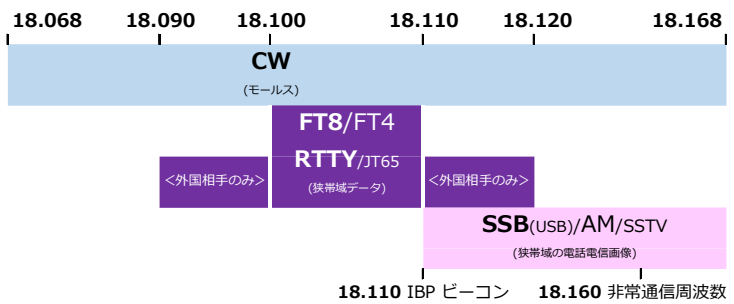 18.068 18.090 18.100 18.110 18.120 18.168
CW
(モールス)
FT8/FT4
RTTY/JT65
(狭帯域データ)
<外国相手のみ>
<外国相手のみ>
SSB(USB)/AM/SSTV
(狭帯域の電話電信画像)
18.110 IBP ビーコン 18.160 非常通信周波数